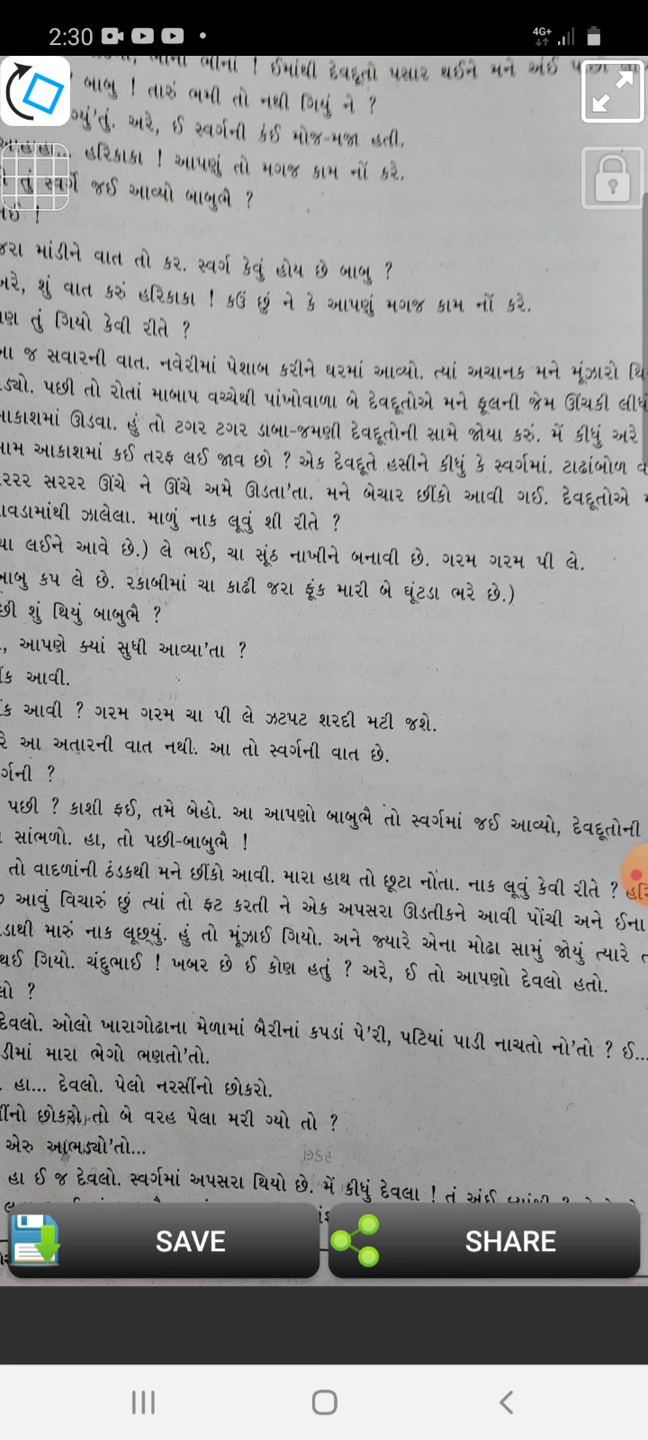 2:30
4G+
ભીના ! ઈમાંથી દેવદૂતો પસાર થઈને મને અંઈ
બાબુ ! તારું ભમી તો નથી ગિયું ને ?
ગ્યું'તું. અરે, ઈ સ્વર્ગની કંઈ મોજ-મજા હતી.
હરિકાકા ! આપણું તો મગજ કામ નોં કરે.
તું સ્વર્ગે જઈ આવ્યો બાબુભૈ ?
જરા માંડીને વાત તો કર. સ્વર્ગ કેવું હોય છે બાબુ ?
અરે, શું વાત કરું હરિકાકા ! કઉં છું ને કે આપણું મગજ કામ નોં કરે.
પણ તું ગિયો કેવી રીતે ?
આ જ સવારની વાત. નવેરીમાં પેશાબ કરીને ઘરમાં આવ્યો. ત્યાં અચાનક મને મૂંઝારો થિ
ડ્યો. પછી તો રોતાં માબાપ વચ્ચેથી પાંખોવાળા બે દેવદૂતોએ મને ફૂલની જેમ ઊંચકી લીધ
આકાશમાં ઊડવા. હું તો ટગર ટગર ડાબા-જમણી દેવદૂતોની સામે જોયા કરું. મેં કીધું અરે
આમ આકાશમાં કઈ તરફ લઈ જાવ છો ? એક દેવદૂતે હસીને કીધું કે સ્વર્ગમાં. ટાઢાંબોળ વ
રરર સરરર ઊંચે ને ઊંચે અમે ઊડતા'તા. મને બેચાર છીંકો આવી ગઈ. દેવદૂતોએ
ાવડામાંથી ઝાલેલા. માળું નાક લૂવું શી રીતે ?
ચા લઈને આવે છે.) લે ભઈ, ચા સૂંઠ નાખીને બનાવી છે. ગરમ ગરમ પી લે.
બાબુ કપ લે છે. રકાબીમાં ચા કાઢી જરા ફૂંક મારી બે ઘૂંટડા ભરે છે.)
છી શું થિયું બાબુભૈ ?
, આપણે ક્યાં સુધી આવ્યા'તા ?
ીંક આવી.
ીંક આવી ? ગરમ ગરમ ચા પી લે ઝટપટ શરદી મટી જશે.
રે આ અતારની વાત નથી. આ તો સ્વર્ગની વાત છે.
ર્ગની ?
પછી ? કાશી ફઈ, તમે બેહો. આ આપણો બાબુભૈ તો સ્વર્ગમાં જઈ આવ્યો, દેવદૂતોની
સાંભળો. હા, તો પછી-બાબુભૈ !
તો વાદળાંની ઠંડકથી મને છીંકો આવી. મારા હાથ તો છૂટા નોંતા. નાક લૂવું કેવી રીતે ? હરિ
આવું વિચારું છું ત્યાં તો ફટ કરતી ને એક અપસરા ઊડતીકને આવી પોંચી અને ઈના
ડાથી મારું નાક લૂછ્યું. હું તો મૂંઝાઈ ગિયો. અને જ્યારે એના મોઢા સામું જોયું ત્યારે ત
થઈ ગિયો. ચંદુભાઈ ! ખબર છે ઈ કોણ હતું ? અરે, ઈ તો આપણો દેવલો હતો.
લો ?
દેવલો. ઓલો ખારાગોઢાના મેળામાં બૈરીનાં કપડાં પે'રી, પટિયાં પાડી નાચતો નો'તો ? ઈ...
ડીમાં મારા ભેગો ભણતો'તો.
. હા... દેવલો. પેલો નરસીંનો છોકરો.
ીંનો છોકરો તો બે વરહ પેલા મરી ગ્યો તો ?
એરુ આભડ્યો'તો...
હા ઈ જ દેવલો. સ્વર્ગમાં અપસરા થિયો છે. મેં કીધું દેવલા ! તું અંઈ ક્યાંથી ?
SAVE
SHARE